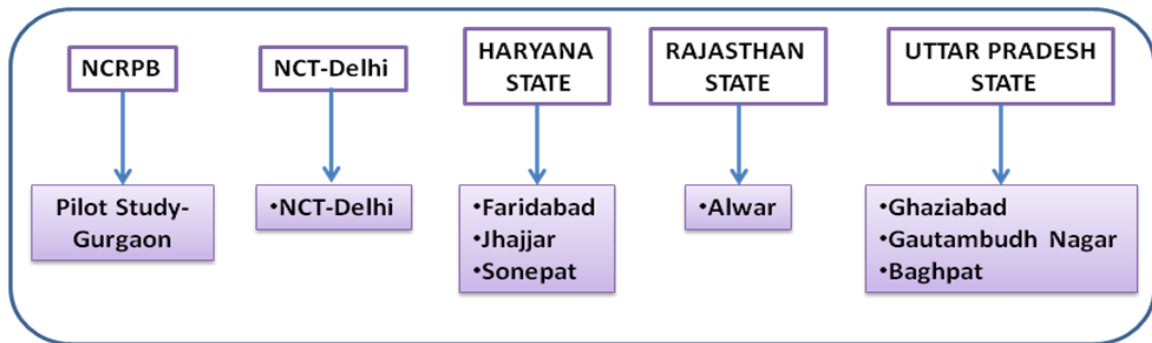 NCRPB
Pilot Study-
Gurgaon
NCT-Delhi
•NCT-Delhi
HARYANA
STATE
•Faridabad
•Jhajjar
•Sonepat
RAJASTHAN
STATE
•Alwar
UTTAR PRADESH
STATE
•Ghaziabad
•Gautambudh Nagar
•Baghpat